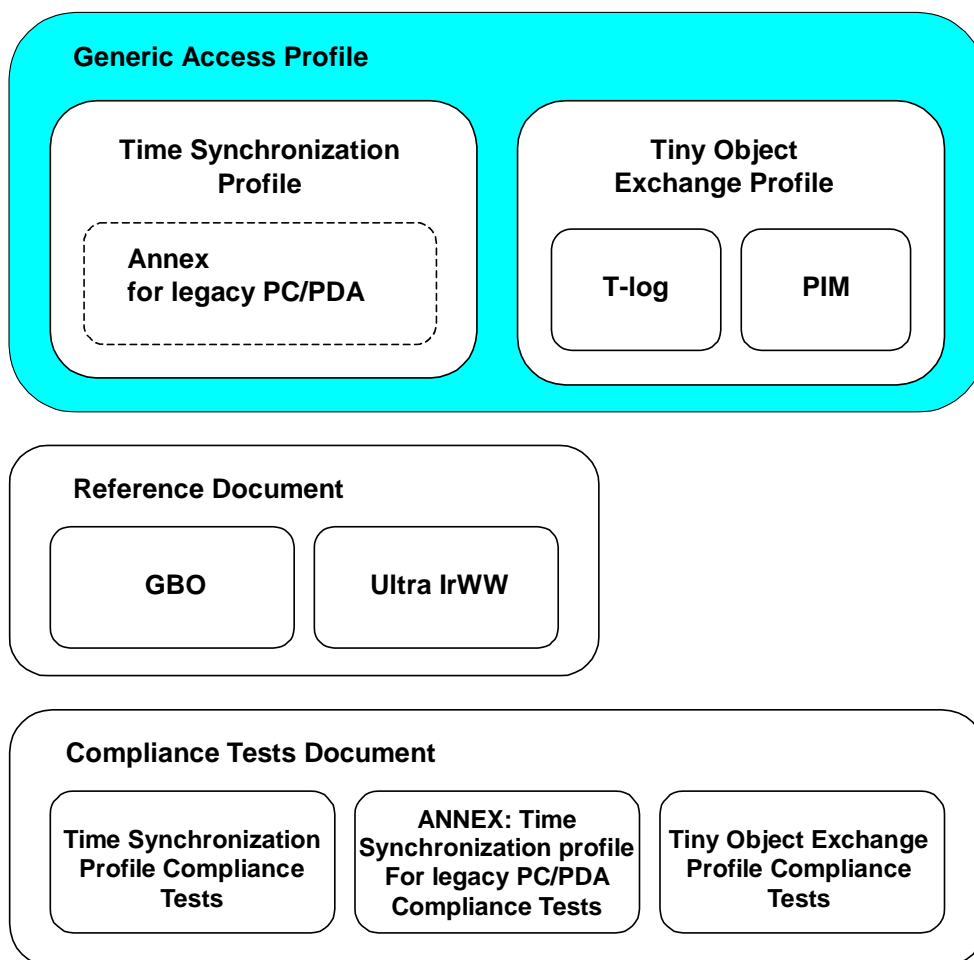 Generic Access Profile
Time Synchronization
Profile
Annex
for legacy PC/PDA
Tiny Object
Exchange Profile
T-log
PIM
Reference Document
GBO
Ultra IrWW
Compliance Tests Document
Time Synchronization
Profile Compliance
Tests
ANNEX: Time
Synchronization profile
For legacy PC/PDA
Compliance Tests
Tiny Object Exchange
Profile Compliance
Tests